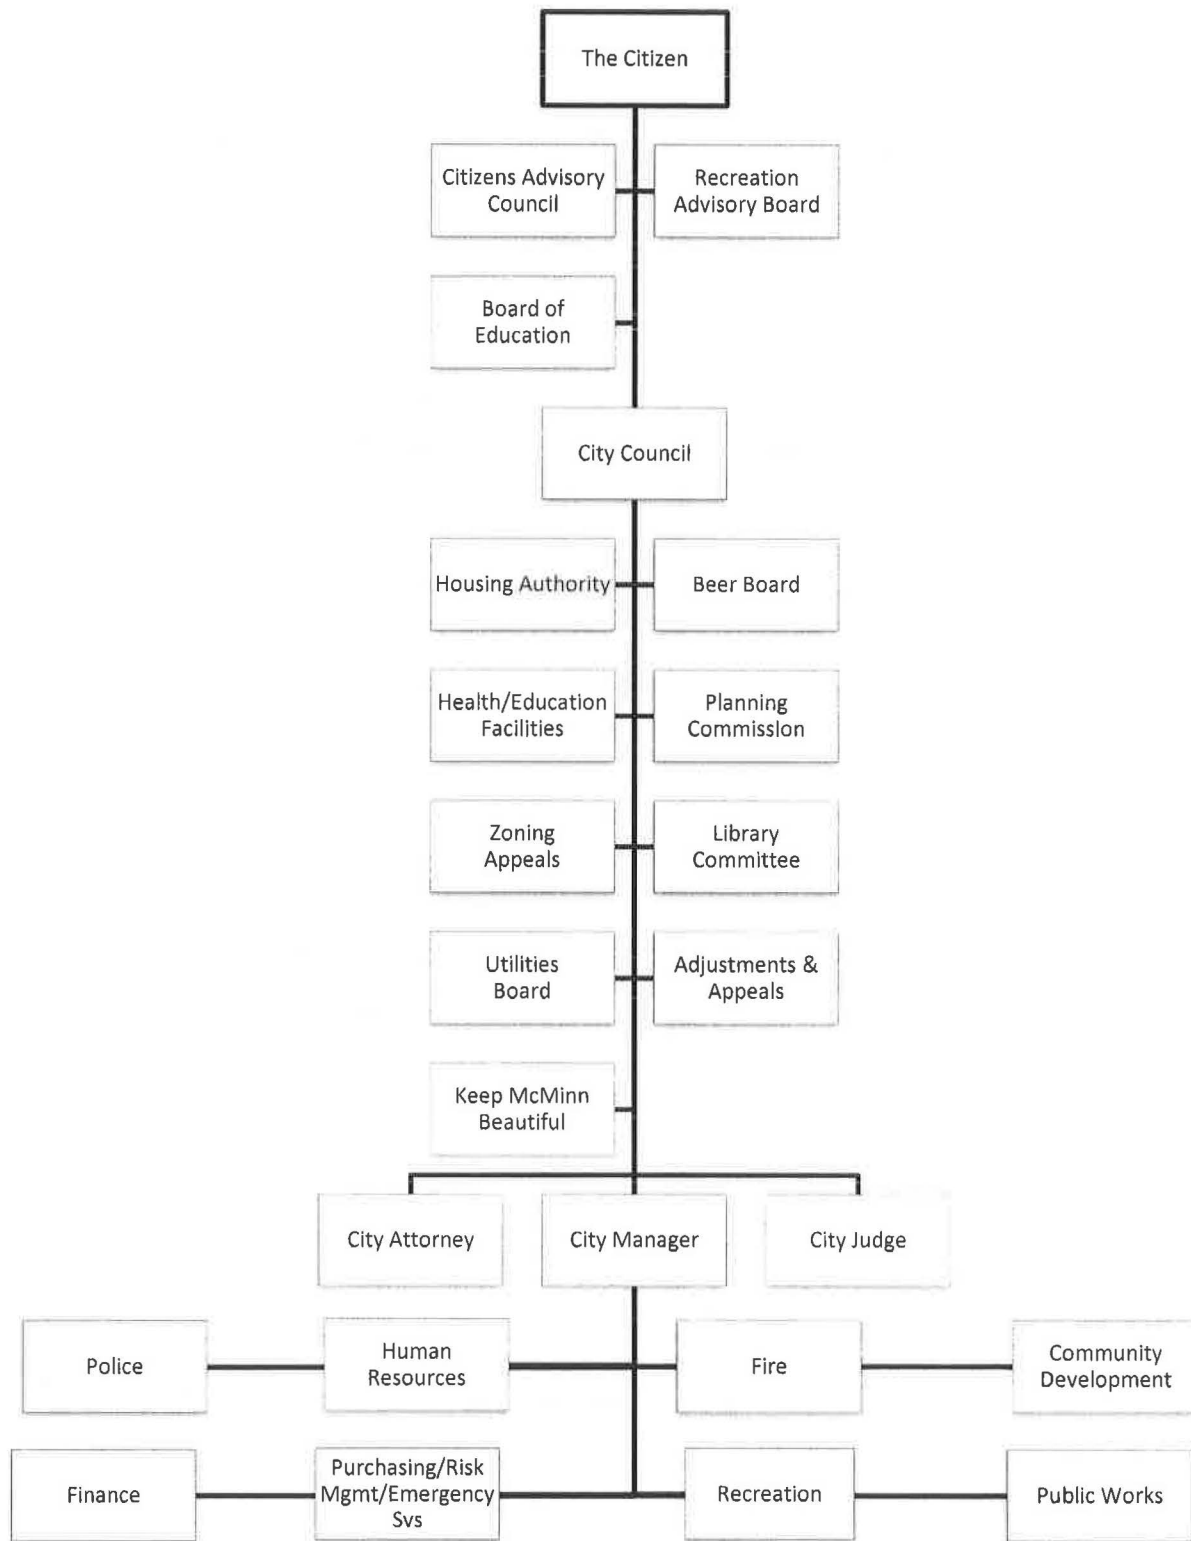 The Citizen
Citizens Advisory
Council
Recreation
Advisory Board
Board of
Education
City Council
Housing Authority
Beer Board
Health/Education
Facilities
Planning
Commission
Zoning
Appeals
Library
Committee
Utilities
Board
Adjustments &
Appeals
Keep McMinn
Beautiful
City Attorney
City Manager
City Judge
Police
Human
Resources
Fire
Community
Development
Finance
Purchasing/Risk
Mgmt/Emergency
Svs
Recreation
Public Works